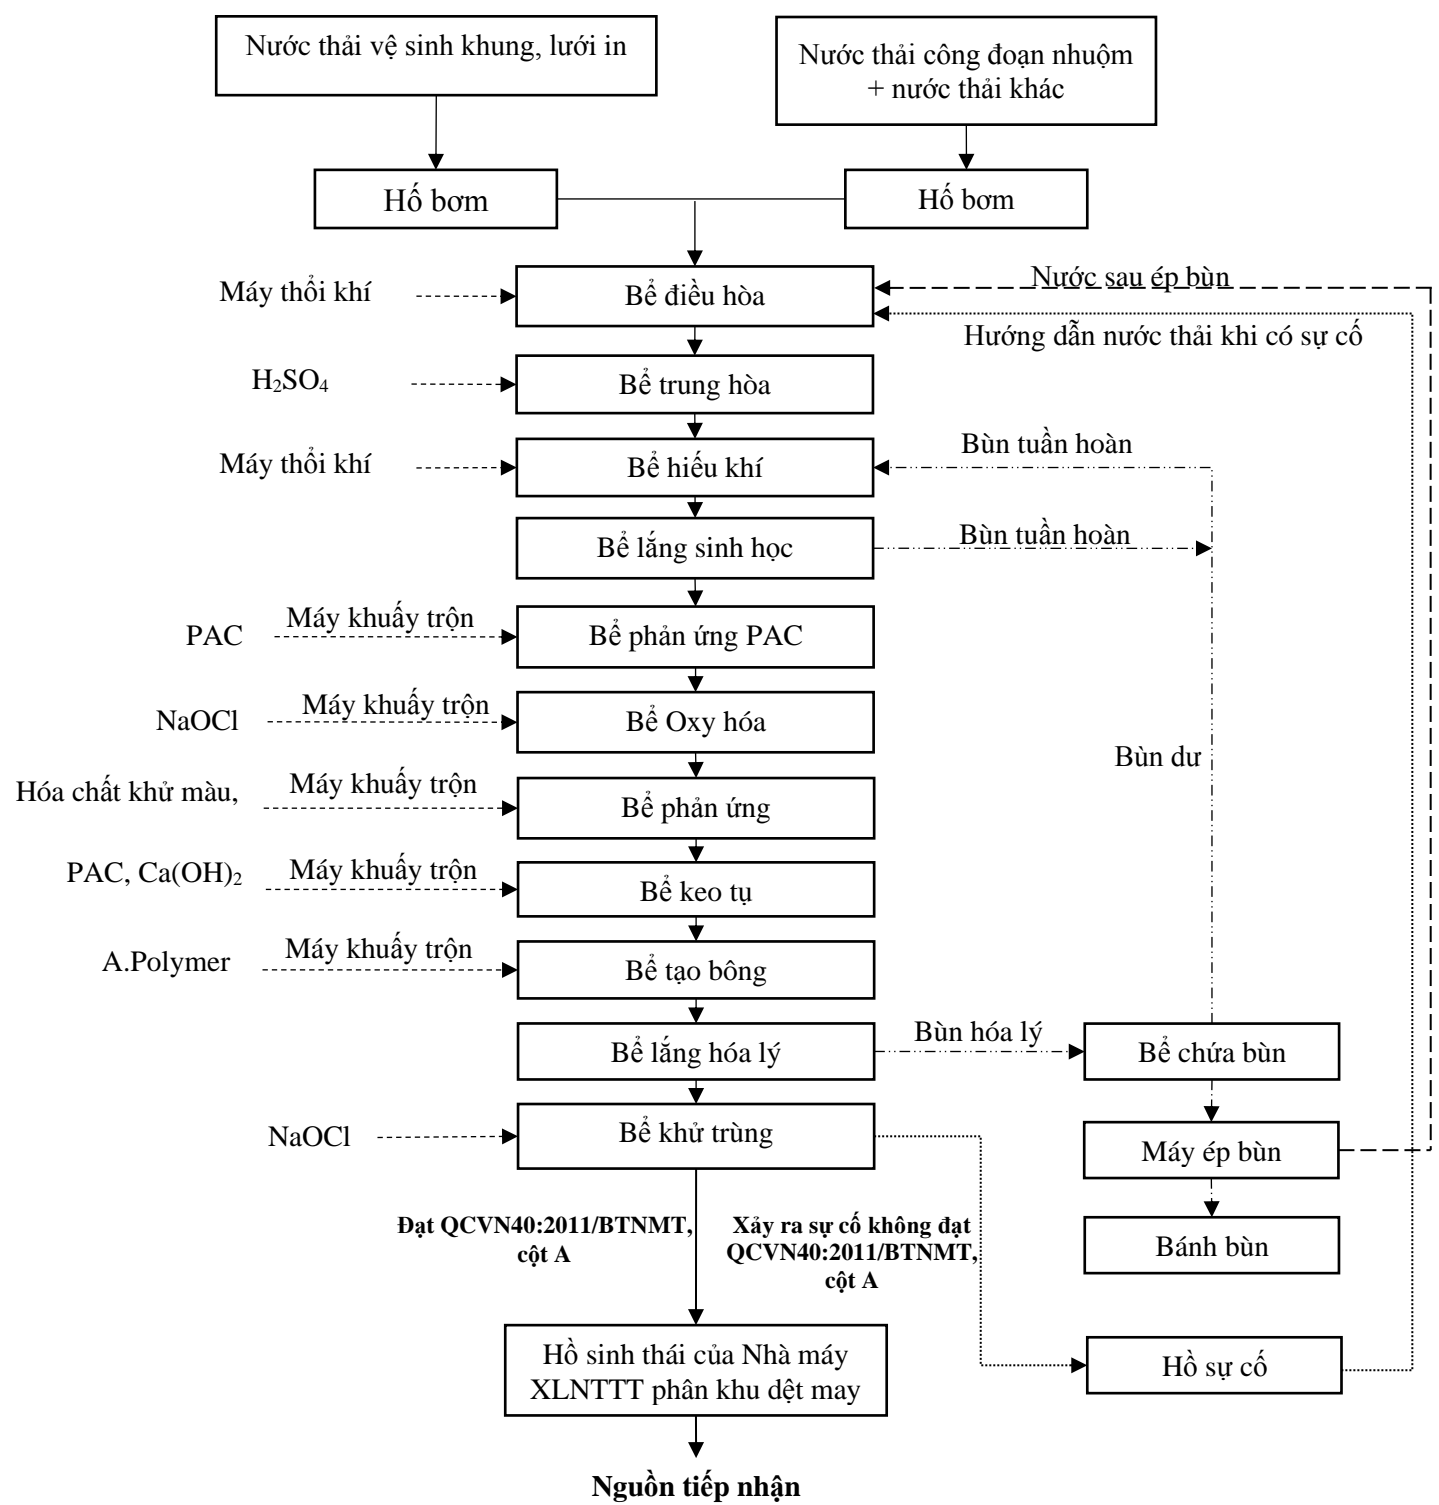 Nước thải vệ sinh khung, lưới in
Nước thải công đoạn nhuộm
+ nước thải khác
Hố bơm
Hố bơm
Máy thổi khí
Bể điều hòa
Nước sau ép bùn
Hướng dẫn nước thải khi có sự cố
H₂SO₄
Bể trung hòa
Máy thổi khí
Bể hiếu khí
Bùn tuần hoàn
Bể lắng sinh học
Bùn tuần hoàn
PAC
Máy khuấy trộn
Bể phản ứng PAC
NaOCl
Máy khuấy trộn
Bể Oxy hóa
Bùn dư
Hóa chất khử màu,
Máy khuấy trộn
Bể phản ứng
PAC, Ca(OH)₂
Máy khuấy trộn
Bể keo tụ
A.Polymer
Máy khuấy trộn
Bể tạo bông
Bể lắng hóa lý
Bùn hóa lý
Bể chứa bùn
NaOCl
Bể khử trùng
Máy ép bùn
Đạt QCVN40:2011/BTNMT,
cột A
Xảy ra sự cố không đạt
QCVN40:2011/BTNMT,
cột A
Bánh bùn
Hồ sinh thái của Nhà máy
XLNTTT phân khu dệt may
Hồ sự cố
Nguồn tiếp nhận